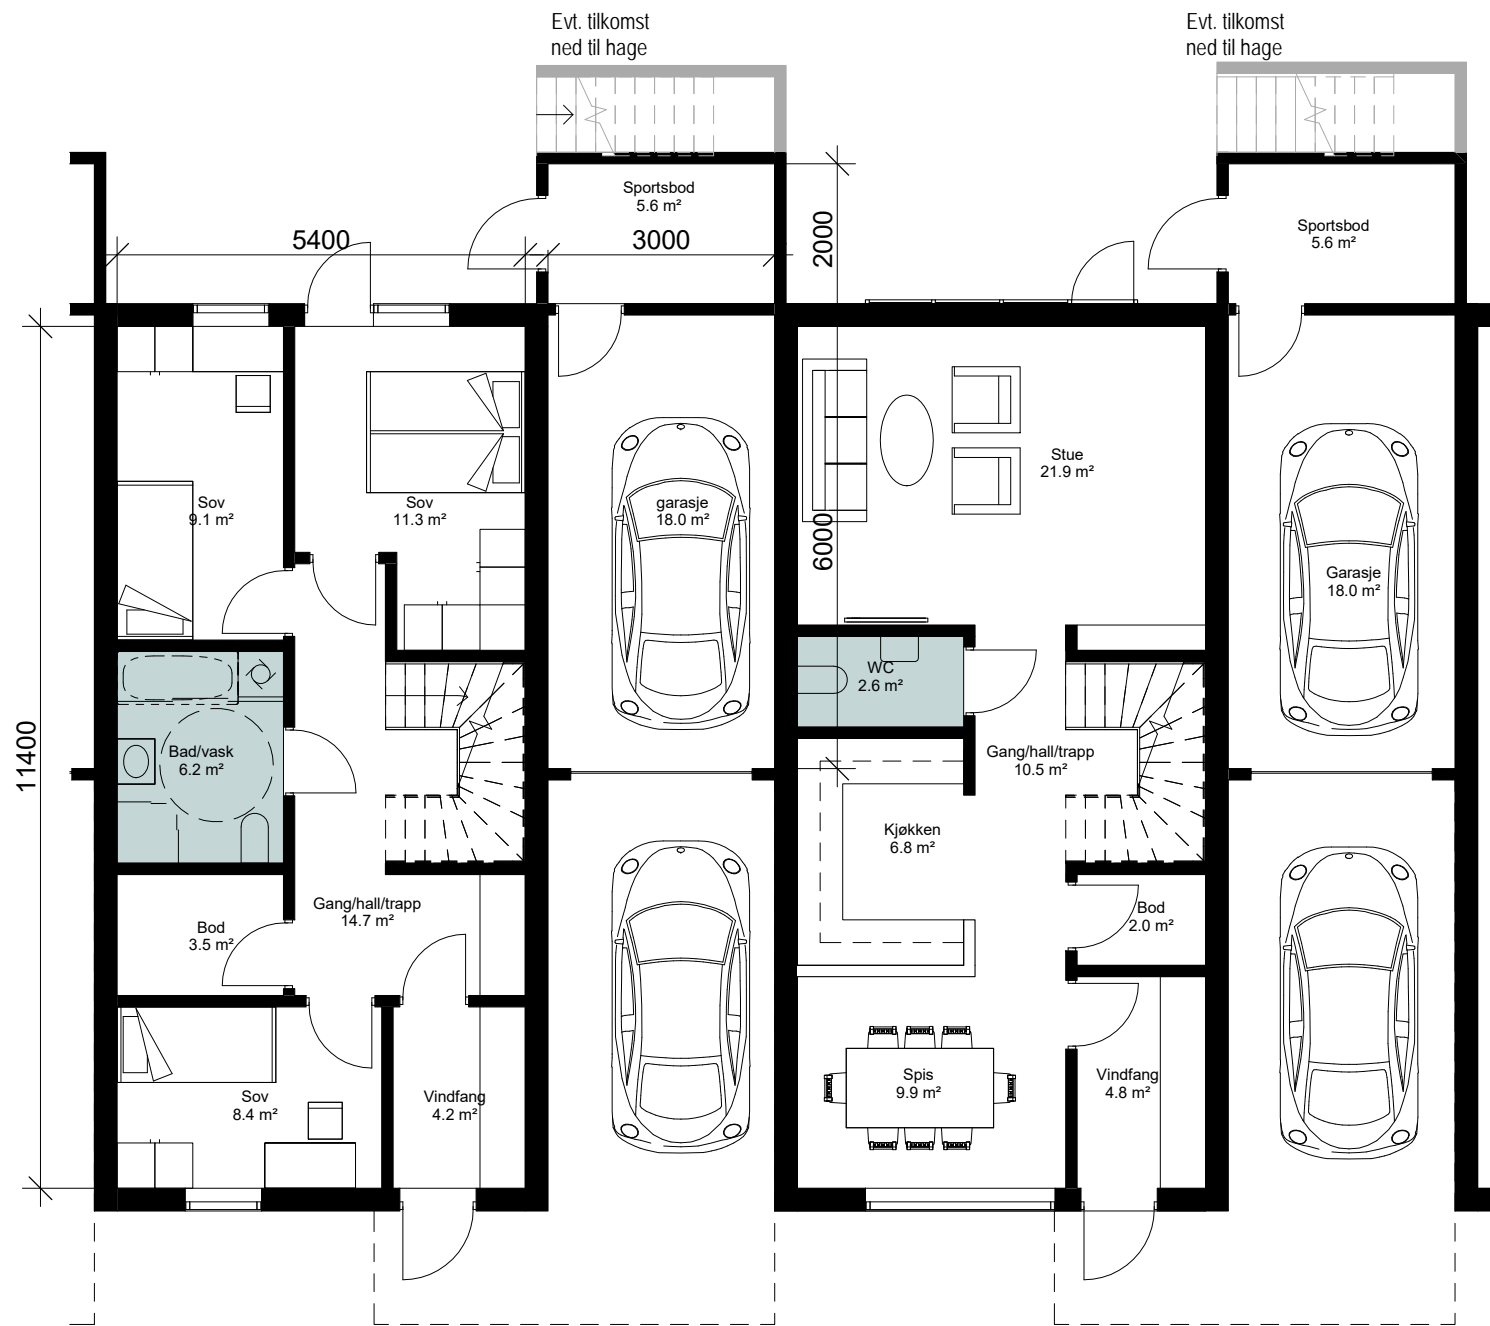 Evt. tilkomst
ned til hage
Evt. tilkomst
ned til hage
Sportsbod
5.6 m²
Sportsbod
5.6 m²
5400
3000
2000
Sov
9.1 m²
Sov
11.3 m²
garasje
18.0 m²
6000
Stue
21.9 m²
Garasje
18.0 m²
11400
Bad/vask
6.2 m²
WC
2.6 m²
Gang/hall/trapp
10.5 m²
Kjøkken
6.8 m²
Bod
3.5 m²
Gang/hall/trapp
14.7 m²
Bod
2.0 m²
Sov
8.4 m²
Vindfang
4.2 m²
Spis
9.9 m²
Vindfang
4.8 m²